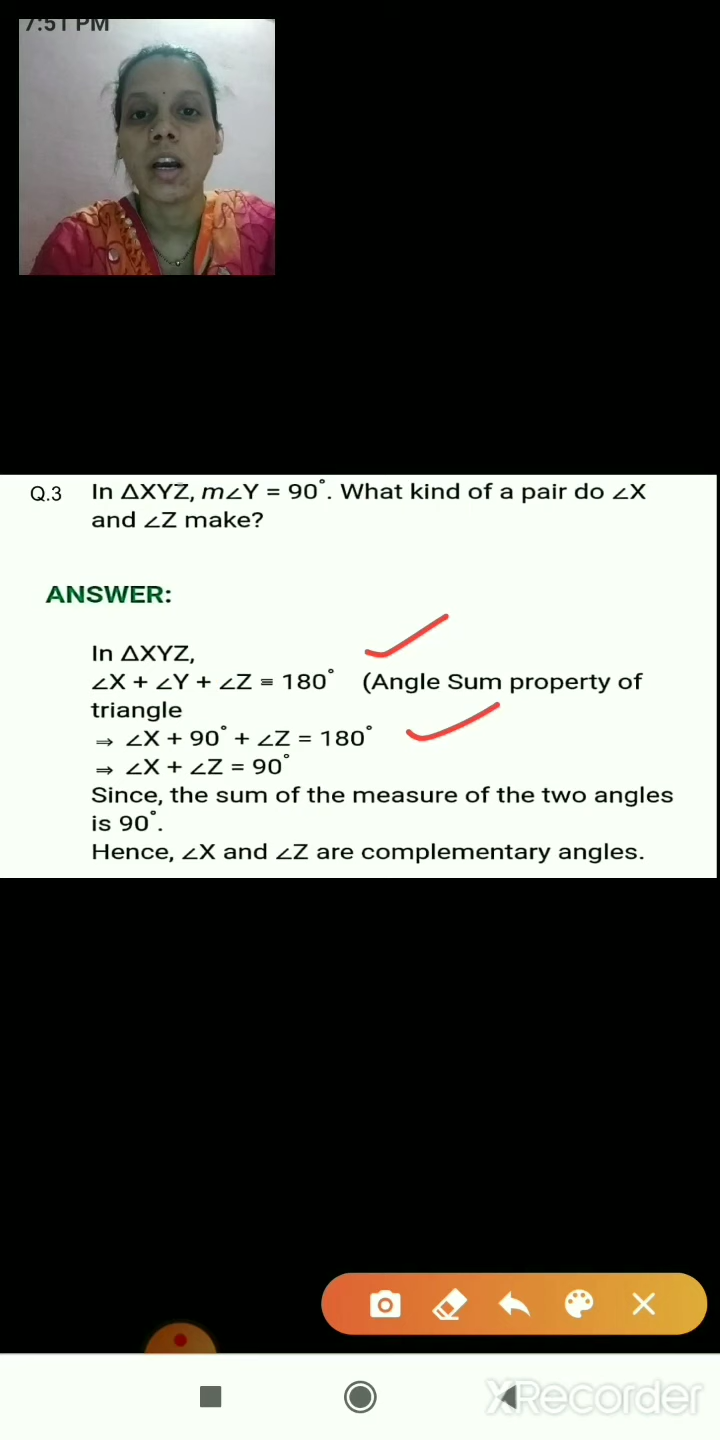 7:51 PM
Q.3 In ΔXYZ, m∠Y = 90°. What kind of a pair do ∠X
and ∠Z make?
ANSWER:
In ΔXYZ,
∠X + ∠Y + ∠Z = 180° (Angle Sum property of
triangle
⇒ ∠X + 90° + ∠Z = 180°
⇒ ∠X + ∠Z = 90°
Since, the sum of the measure of the two angles
is 90°.
Hence, ∠X and ∠Z are complementary angles.
XRecorder